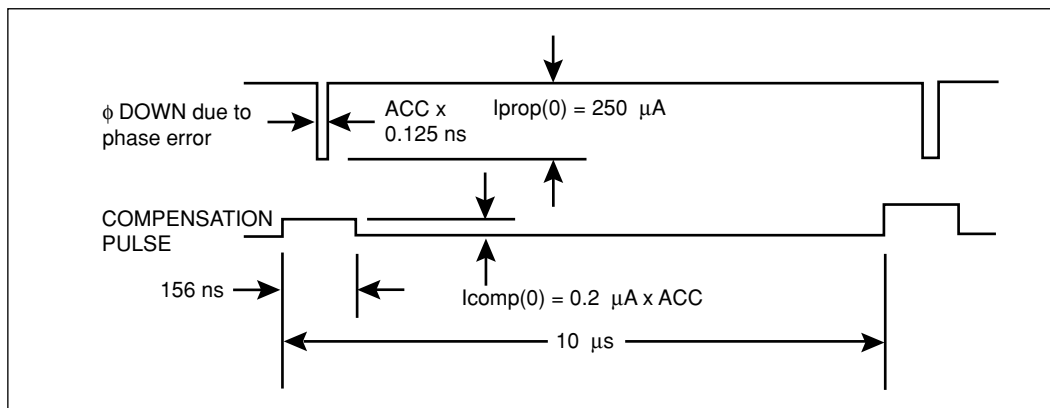 ϕ DOWN due to
phase error
ACC x
0.125 ns
Iprop(0) = 250 μA
COMPENSATION
PULSE
156 ns
Icomp(0) = 0.2 μA x ACC
10 μs